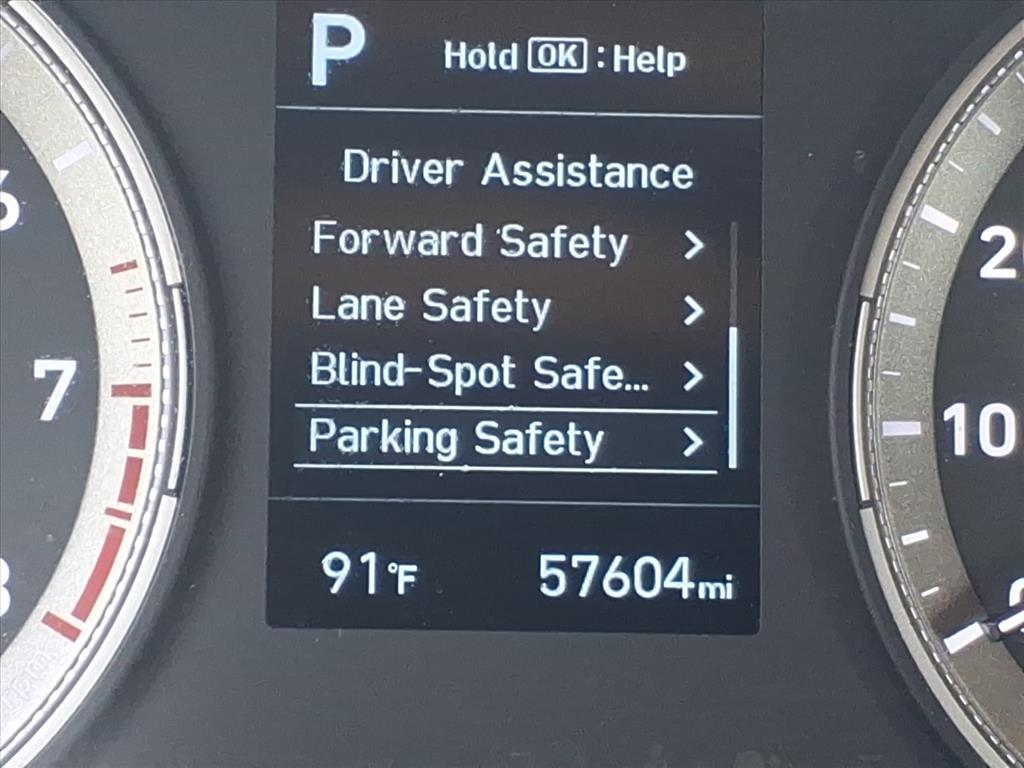 P
Hold OK : Help
Driver Assistance
Forward Safety >
Lane Safety >
Blind-Spot Safe... >
Parking Safety >
91°F 57604mi
7
10